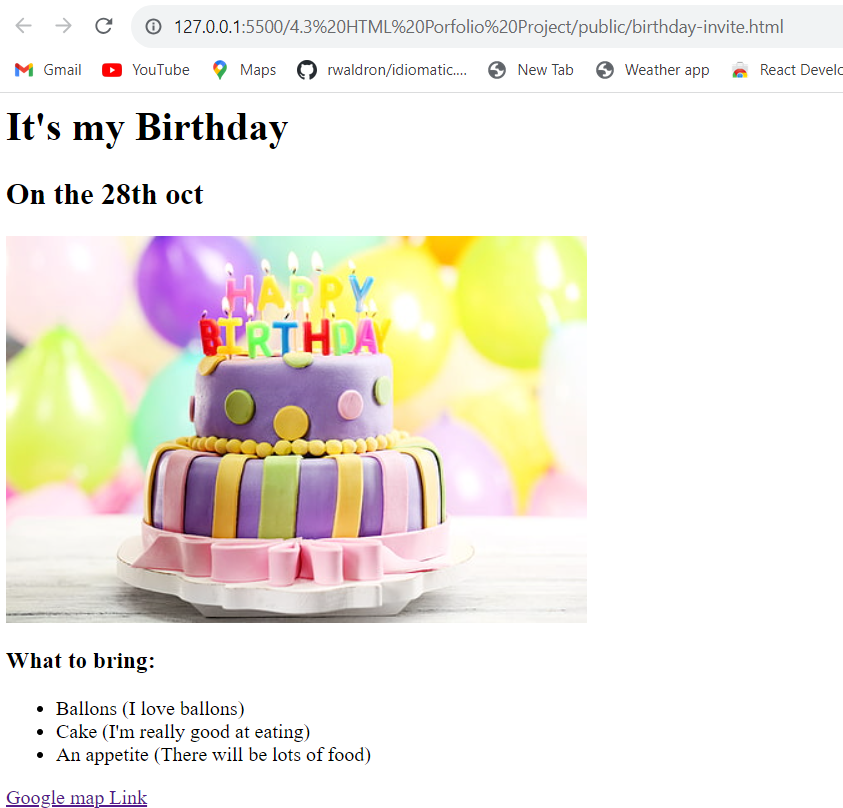 127.0.0.1:5500/4.3%20HTML%20Porfolio%20Project/public/birthday-invite.html
Gmail YouTube Maps rwaldron/idiomatic.... New Tab Weather app React Develo
It's my Birthday
On the 28th oct
HAPPY
BIRTHDAY
What to bring:
Ballons (I love ballons)
Cake (I'm really good at eating)
An appetite (There will be lots of food)
Google map Link